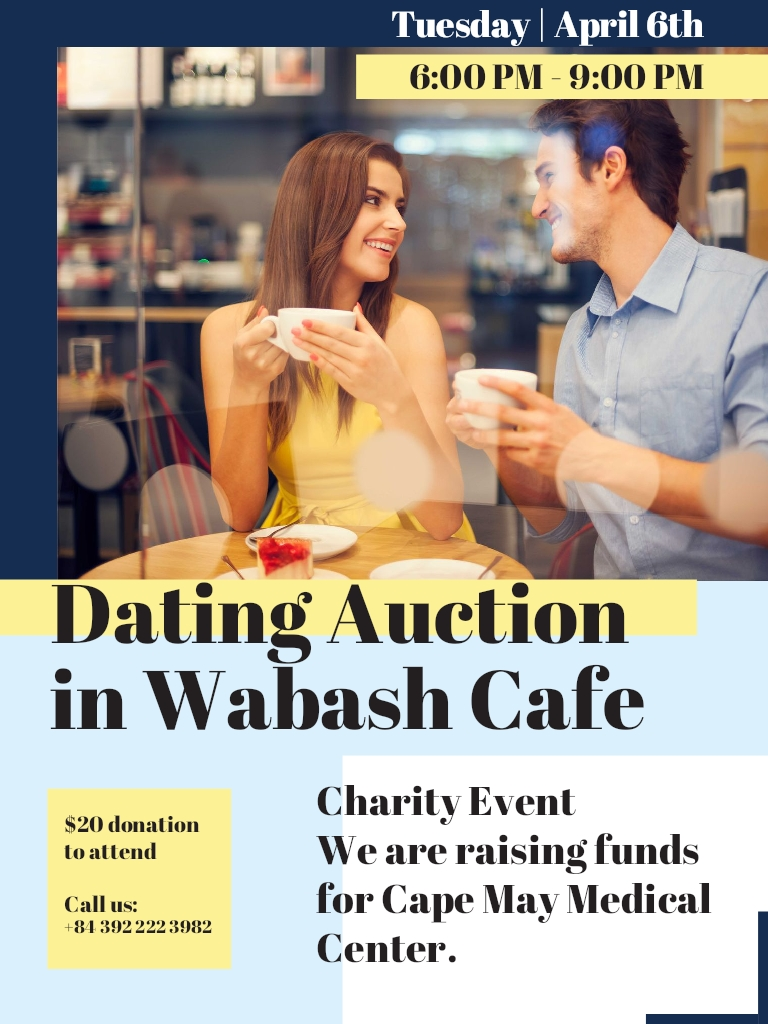 Tuesday | April 6th
6:00 PM - 9:00 PM
Dating Auction
in Wabash Cafe
$20 donation
to attend
Call us:
+84 392 222 3982
Charity Event
We are raising funds
for Cape May Medical
Center.